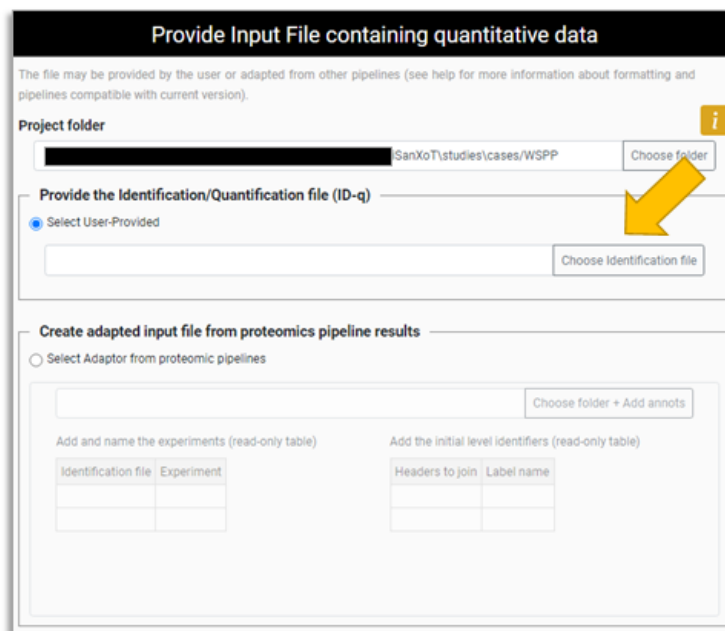 Provide Input File containing quantitative data
The file may be provided by the user or adapted from other pipelines (see help for more information about formatting and
pipelines compatible with current version).
i
Project folder
iSanXoT\studies\cases/WSPP
Choose folder
Provide the Identification/Quantification file (ID-q)
Select User-Provided
Choose Identification file
Create adapted input file from proteomics pipeline results
Select Adaptor from proteomic pipelines
Choose folder + Add annots
Add and name the experiments (read-only table)
Add the initial level identifiers (read-only table)
Identification file Experiment
Headers to join Label name